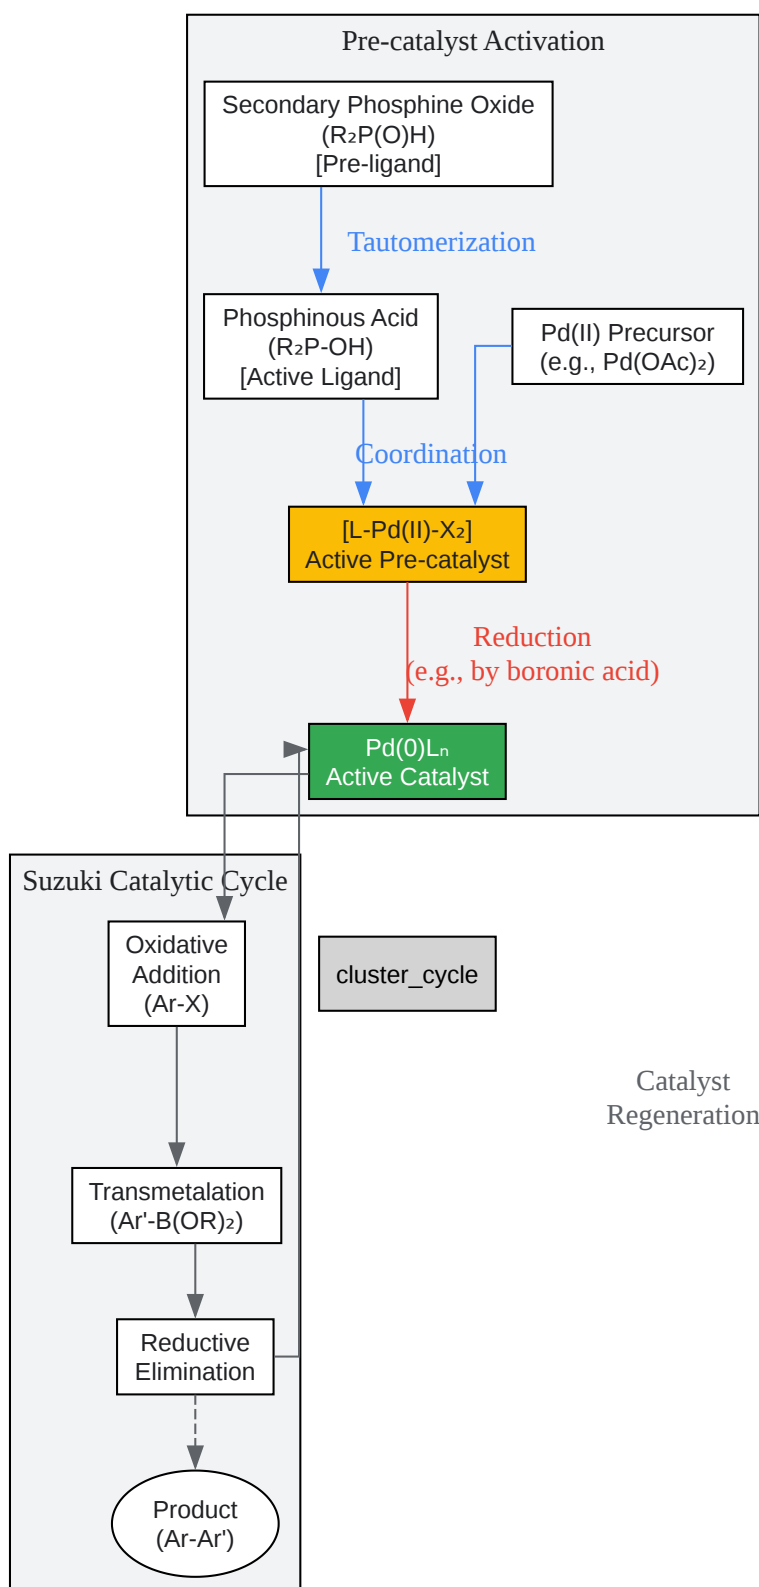 Pre-catalyst Activation
Secondary Phosphine Oxide
(R₂P(O)H)
[Pre-ligand]
Tautomerization
Phosphinous Acid
(R₂P-OH)
[Active Ligand]
Pd(II) Precursor
(e.g., Pd(OAc)₂)
Coordination
[L-Pd(II)-X₂]
Active Pre-catalyst
Reduction
(e.g., by boronic acid)
Pd(0)Lₙ
Active Catalyst
Suzuki Catalytic Cycle
Oxidative
Addition
(Ar-X)
cluster_cycle
Catalyst
Regeneration
Transmetalation
(Ar'-B(OR)₂)
Reductive
Elimination
Product
(Ar-Ar')